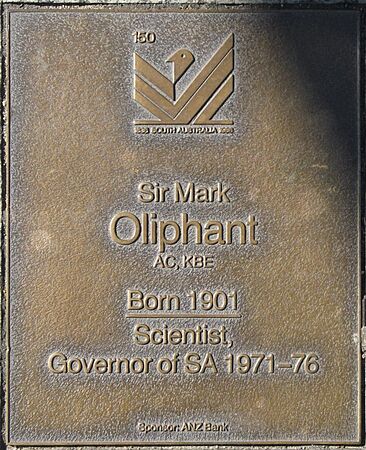 150
1836 SOUTH AUSTRALIA 1986
Sir Mark
Oliphant
AC, KBE
Born 1901
Scientist,
Governor of SA 1971–76
Sponsor: ANZ Bank